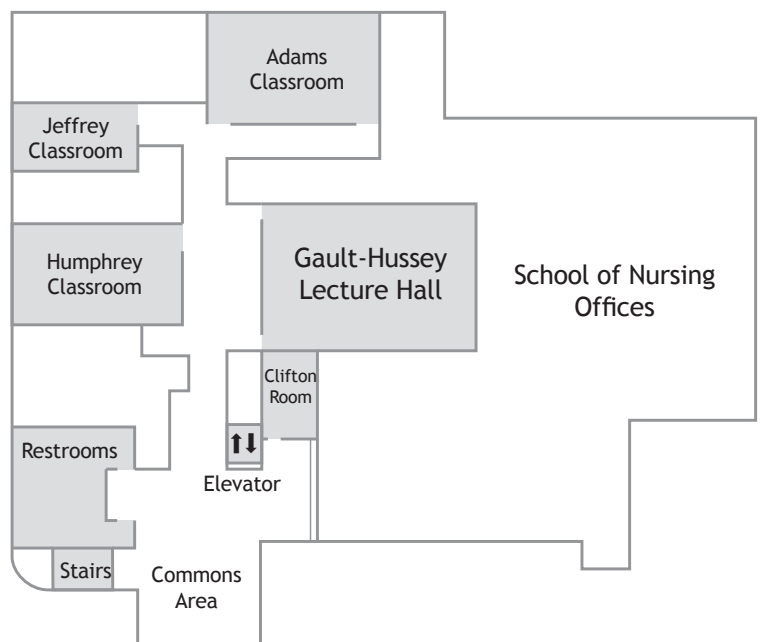 Adams
Classroom
Jeffrey
Classroom
Humphrey
Classroom
Gault-Hussey
Lecture Hall
School of Nursing
Offices
Clifton
Room
Restrooms
Elevator
Stairs
Commons
Area